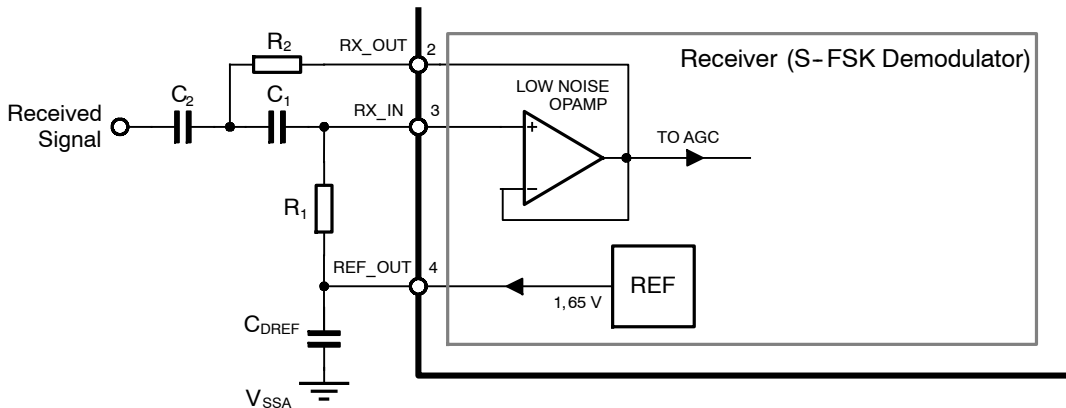 R2
RX_OUT
2
Receiver (S-FSK Demodulator)
C2
C1
RX_IN
3
LOW NOISE
OPAMP
Received
Signal
+
TO AGC
−
R1
REF_OUT
4
REF
1,65 V
CDREF
VSSA